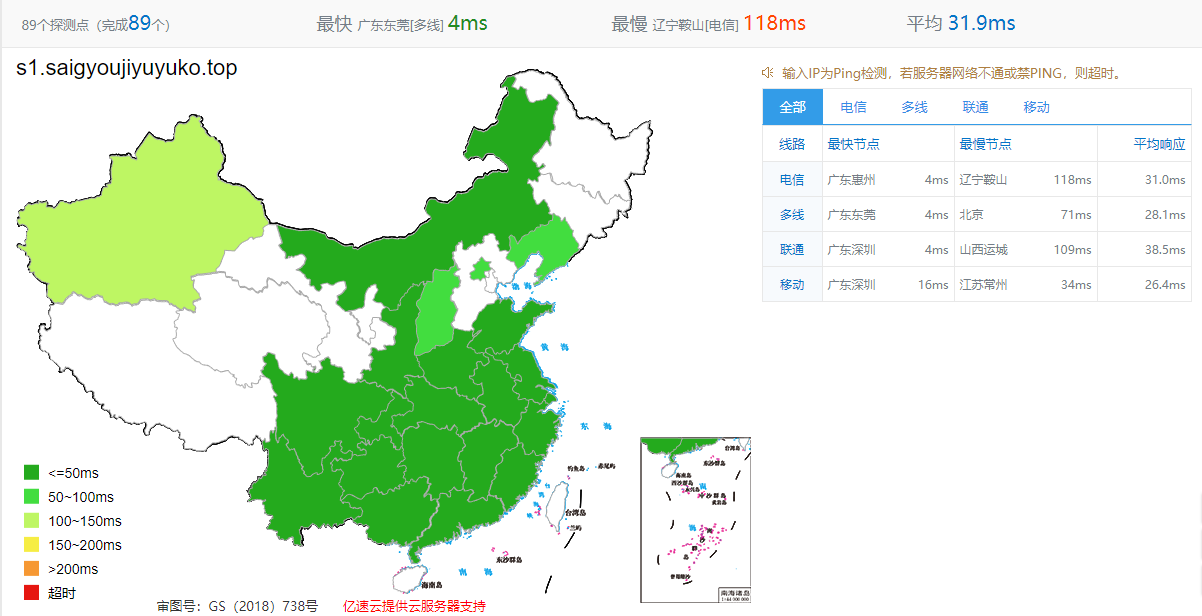 89个探测点（完成89个）
最快 广东东莞[多线] 4ms
最慢 辽宁鞍山[电信] 118ms
平均 31.9ms
s1.saigyoujiyuyuko.top
输入IP为Ping检测，若服务器网络不通或禁PING，则超时。
全部 电信 多线 联通 移动
线路 最快节点 最慢节点 平均响应
电信 广东惠州 4ms 辽宁鞍山 118ms 31.0ms
多线 广东东莞 4ms 北京 71ms 28.1ms
联通 广东深圳 4ms 山西运城 109ms 38.5ms
移动 广东深圳 16ms 江苏常州 34ms 26.4ms
渤海
黄海
东海
钓鱼岛
赤尾屿
台湾岛
兰屿
东沙群岛
南海
海南岛
台湾岛
东沙群岛
海南岛
西沙群岛
中沙群岛
黄岩岛
南海
南沙群岛
曾母暗沙
南海诸岛
<=50ms
50~100ms
100~150ms
150~200ms
>200ms
超时
审图号：GS（2018）738号
亿速云提供云服务器支持